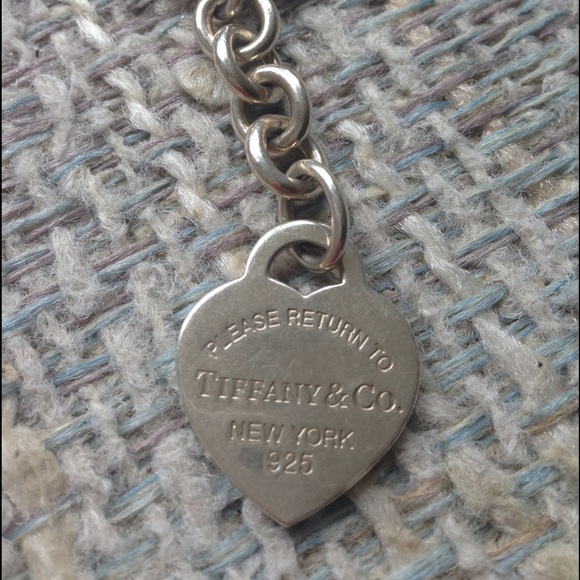 PLEASE RETURN TO
TIFFANY & CO.
NEW YORK
925